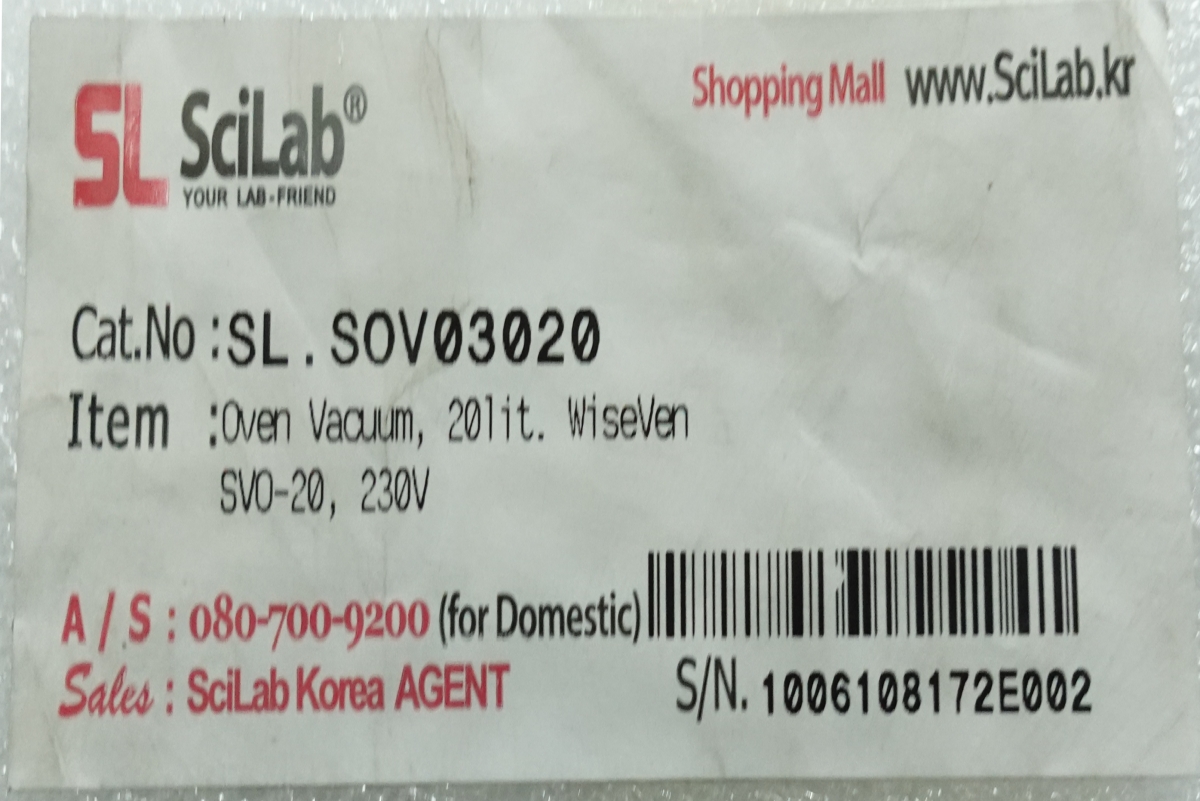 SL SciLab®
YOUR LAB-FRIEND
Shopping Mall www.SciLab.kr
Cat.No :SL.SOV03020
Item :Oven Vacuum, 20lit. WiseVen
SVO-20, 230V
A / S : 080-700-9200 (for Domestic)
Sales : SciLab Korea AGENT
S/N. 1006108172E002